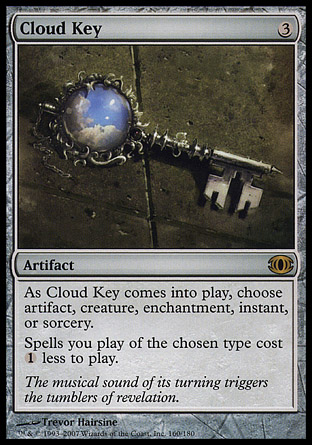 Cloud Key 3
Artifact
As Cloud Key comes into play, choose
artifact, creature, enchantment, instant,
or sorcery.
Spells you play of the chosen type cost
1 less to play.
The musical sound of its turning triggers
the tumblers of revelation.
Trevor Hairsine
™ & © 1993–2007 Wizards of the Coast, Inc. 160/180